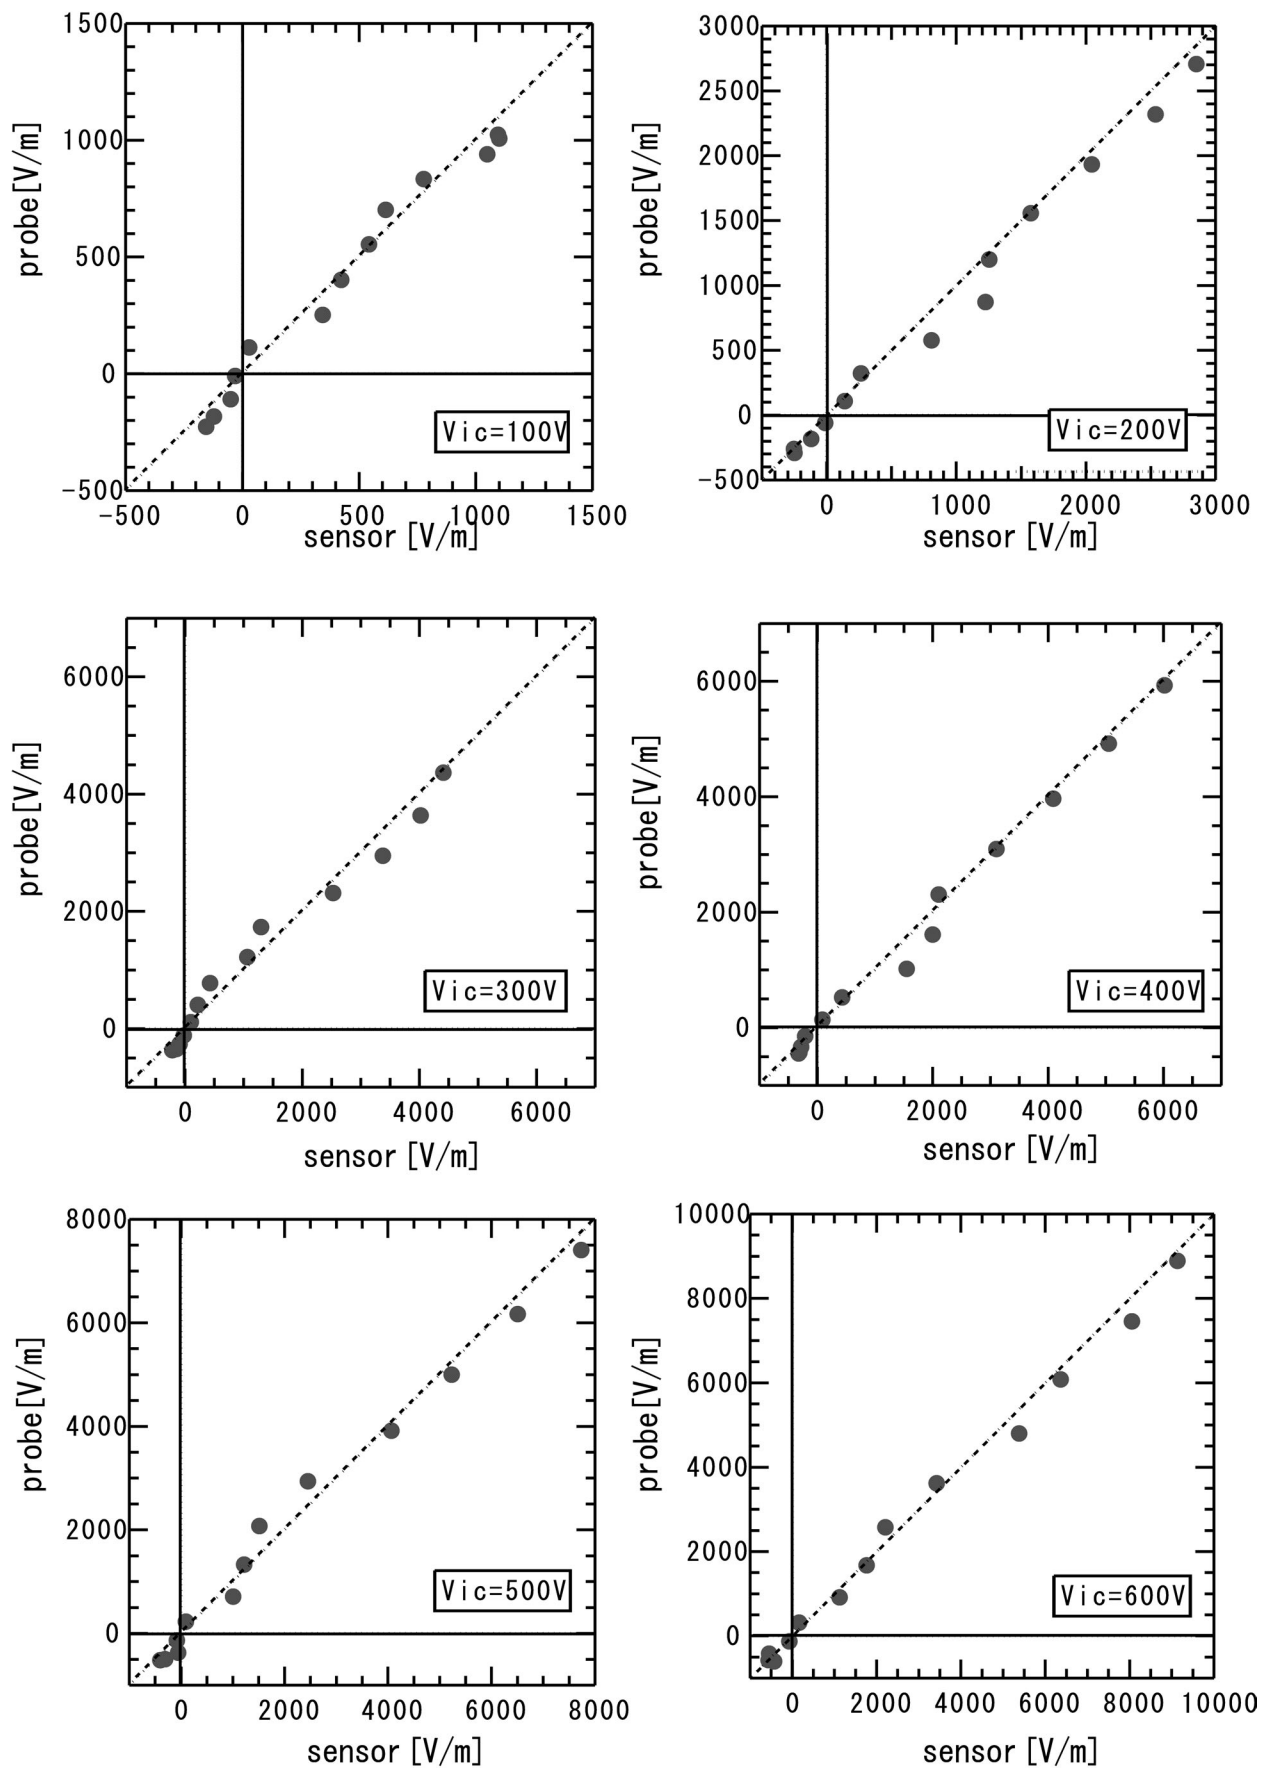 1500
1000
500
0
-500
probe[V/m]
Vic=100V
-500 0 500 1000 1500
sensor [V/m]
3000
2500
2000
1500
1000
500
0
-500
probe[V/m]
Vic=200V
0 1000 2000 3000
sensor [V/m]
6000
4000
2000
0
probe[V/m]
Vic=300V
0 2000 4000 6000
sensor [V/m]
6000
4000
2000
0
probe[V/m]
Vic=400V
0 2000 4000 6000
sensor [V/m]
8000
6000
4000
2000
0
probe[V/m]
Vic=500V
0 2000 4000 6000 8000
sensor [V/m]
10000
8000
6000
4000
2000
0
probe[V/m]
Vic=600V
0 2000 4000 6000 8000 10000
sensor [V/m]